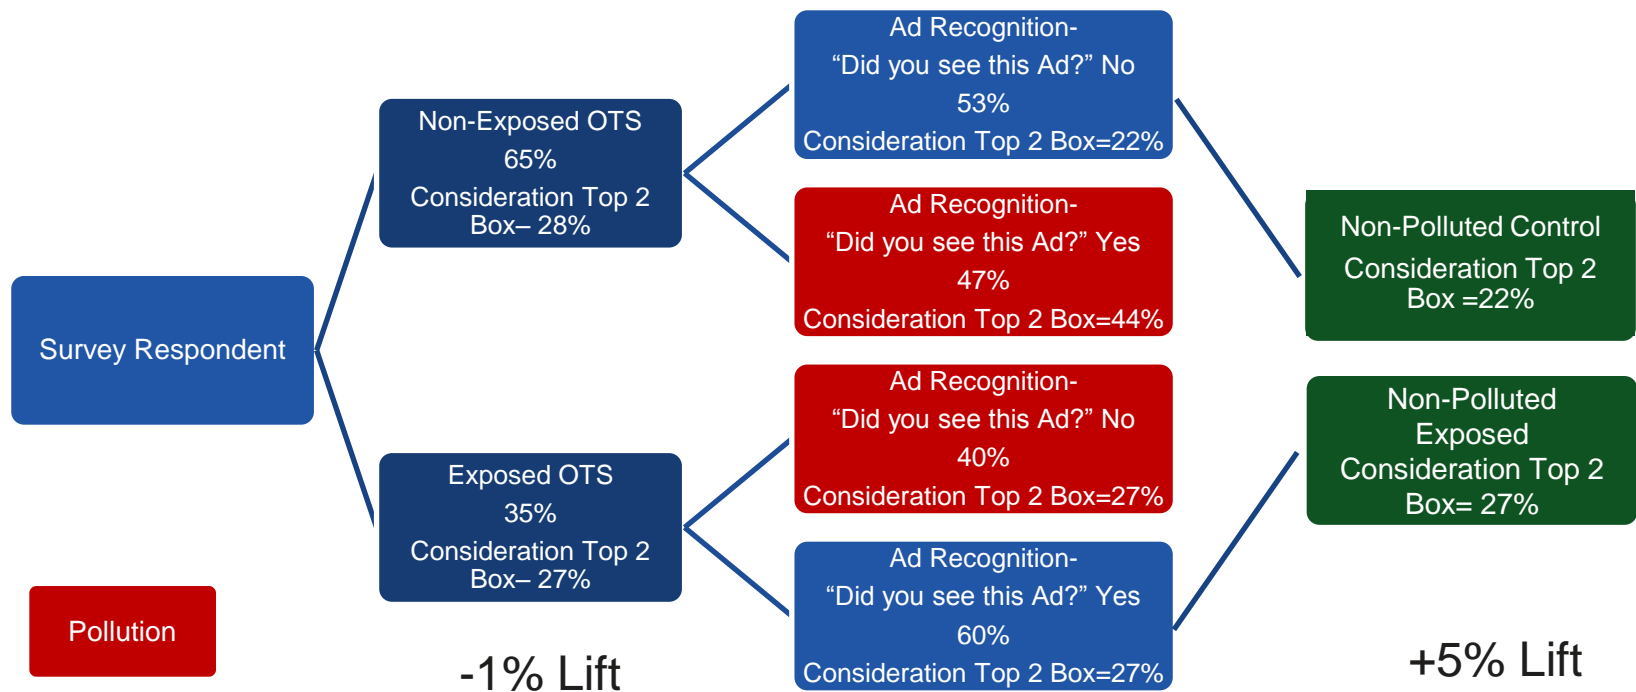 Survey Respondent
Pollution
Non-Exposed OTS
65%
Consideration Top 2
Box– 28%
Exposed OTS
35%
Consideration Top 2
Box– 27%
-1% Lift
Ad Recognition-
“Did you see this Ad?” No
53%
Consideration Top 2 Box=22%
Ad Recognition-
“Did you see this Ad?” Yes
47%
Consideration Top 2 Box=44%
Ad Recognition-
“Did you see this Ad?” No
40%
Consideration Top 2 Box=27%
Ad Recognition-
“Did you see this Ad?” Yes
60%
Consideration Top 2 Box=27%
Non-Polluted Control
Consideration Top 2
Box =22%
Non-Polluted
Exposed
Consideration Top 2
Box= 27%
+5% Lift